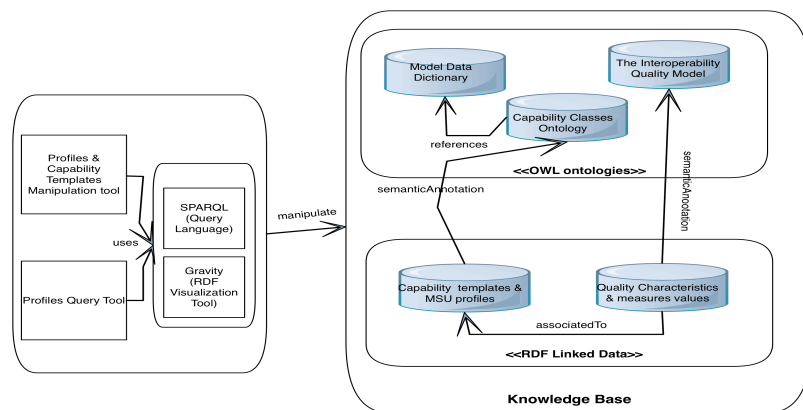 Profiles &
Capability
Templates
Manipulation tool
Profiles Query Tool
uses
SPARQL
(Query
Language)
Gravity
(RDF
Visualization
Tool)
manipulate
Model Data
Dictionary
The Interoperability
Quality Model
Capability Classes
Ontology
references
<<OWL ontologies>>
semanticAnnotation
semanticAnootation
Capability templates &
MSU profiles
Quality Characteristics
& measures values
associatedTo
<<RDF Linked Data>>
Knowledge Base